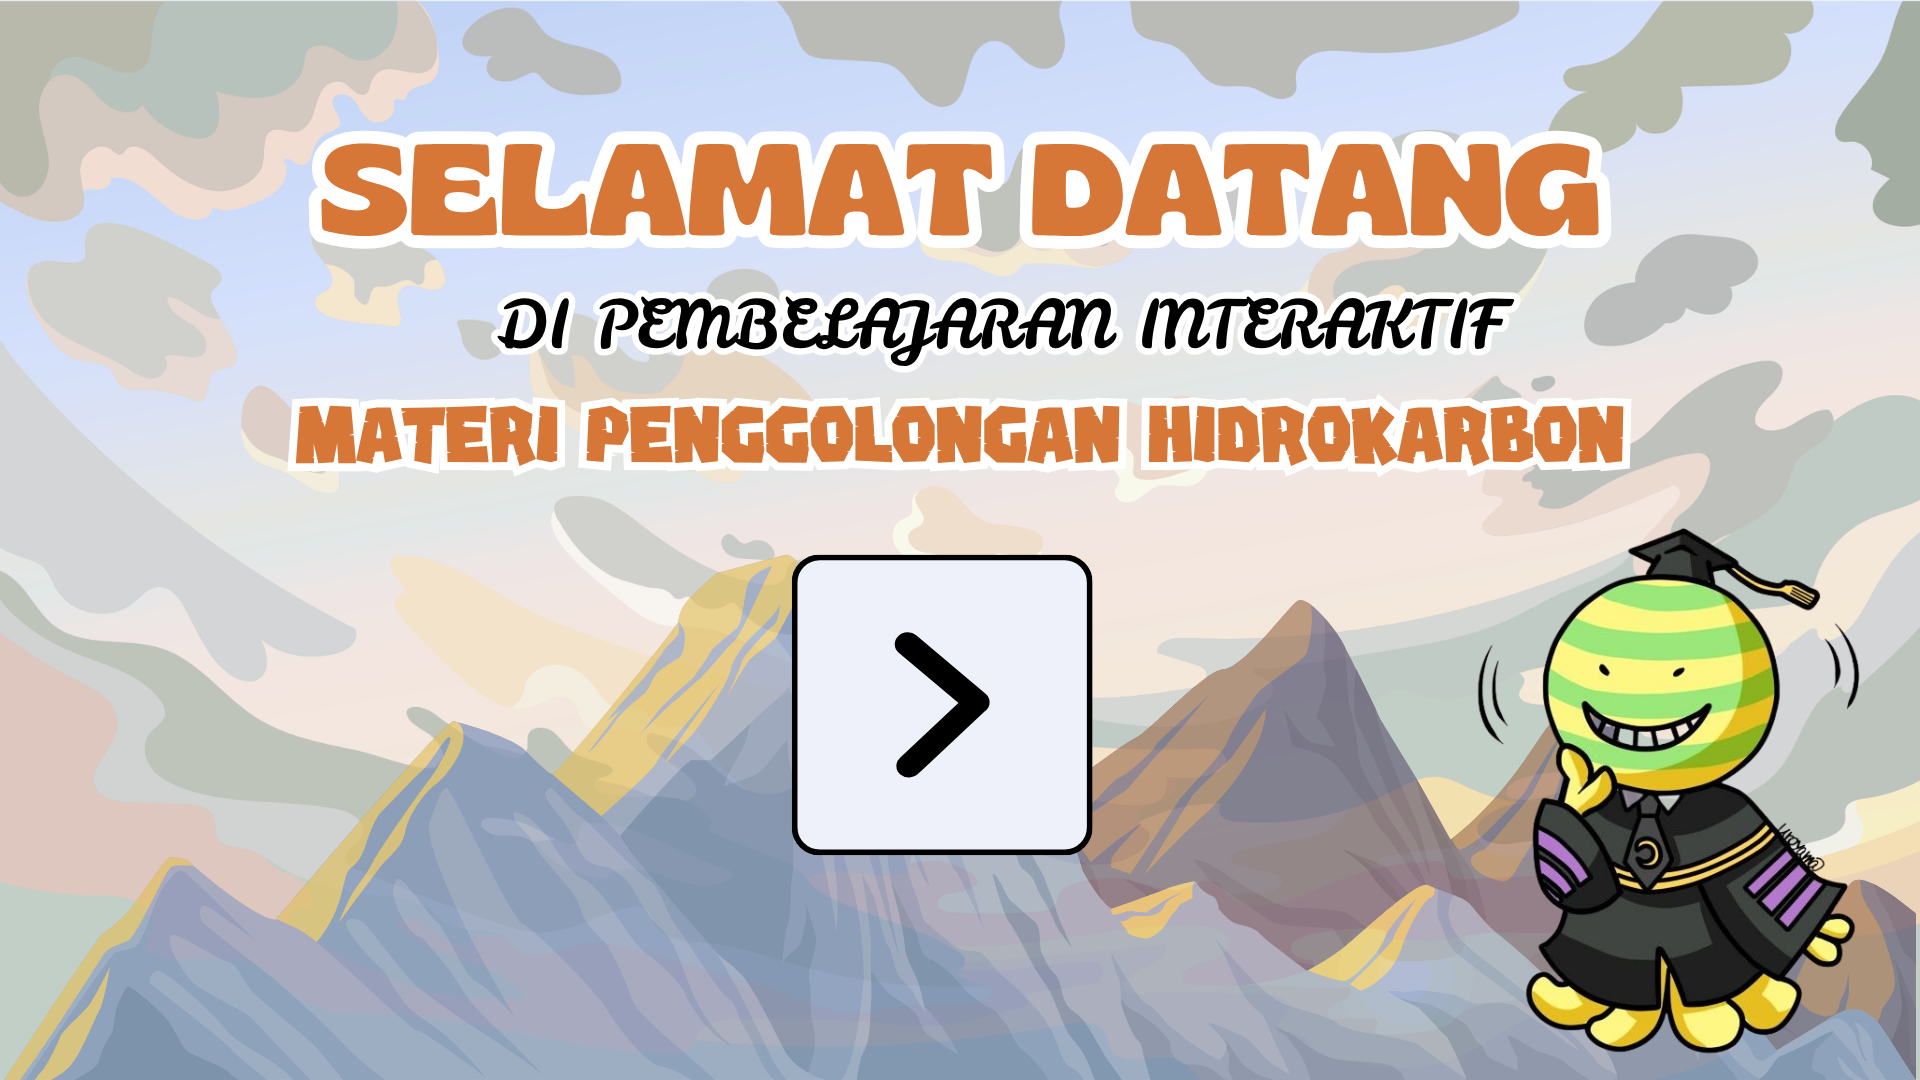 SELAMAT DATANG
DI PEMBELAJARAN INTERAKTIF
MATERI PENGGOLONGAN HIDROKARBON